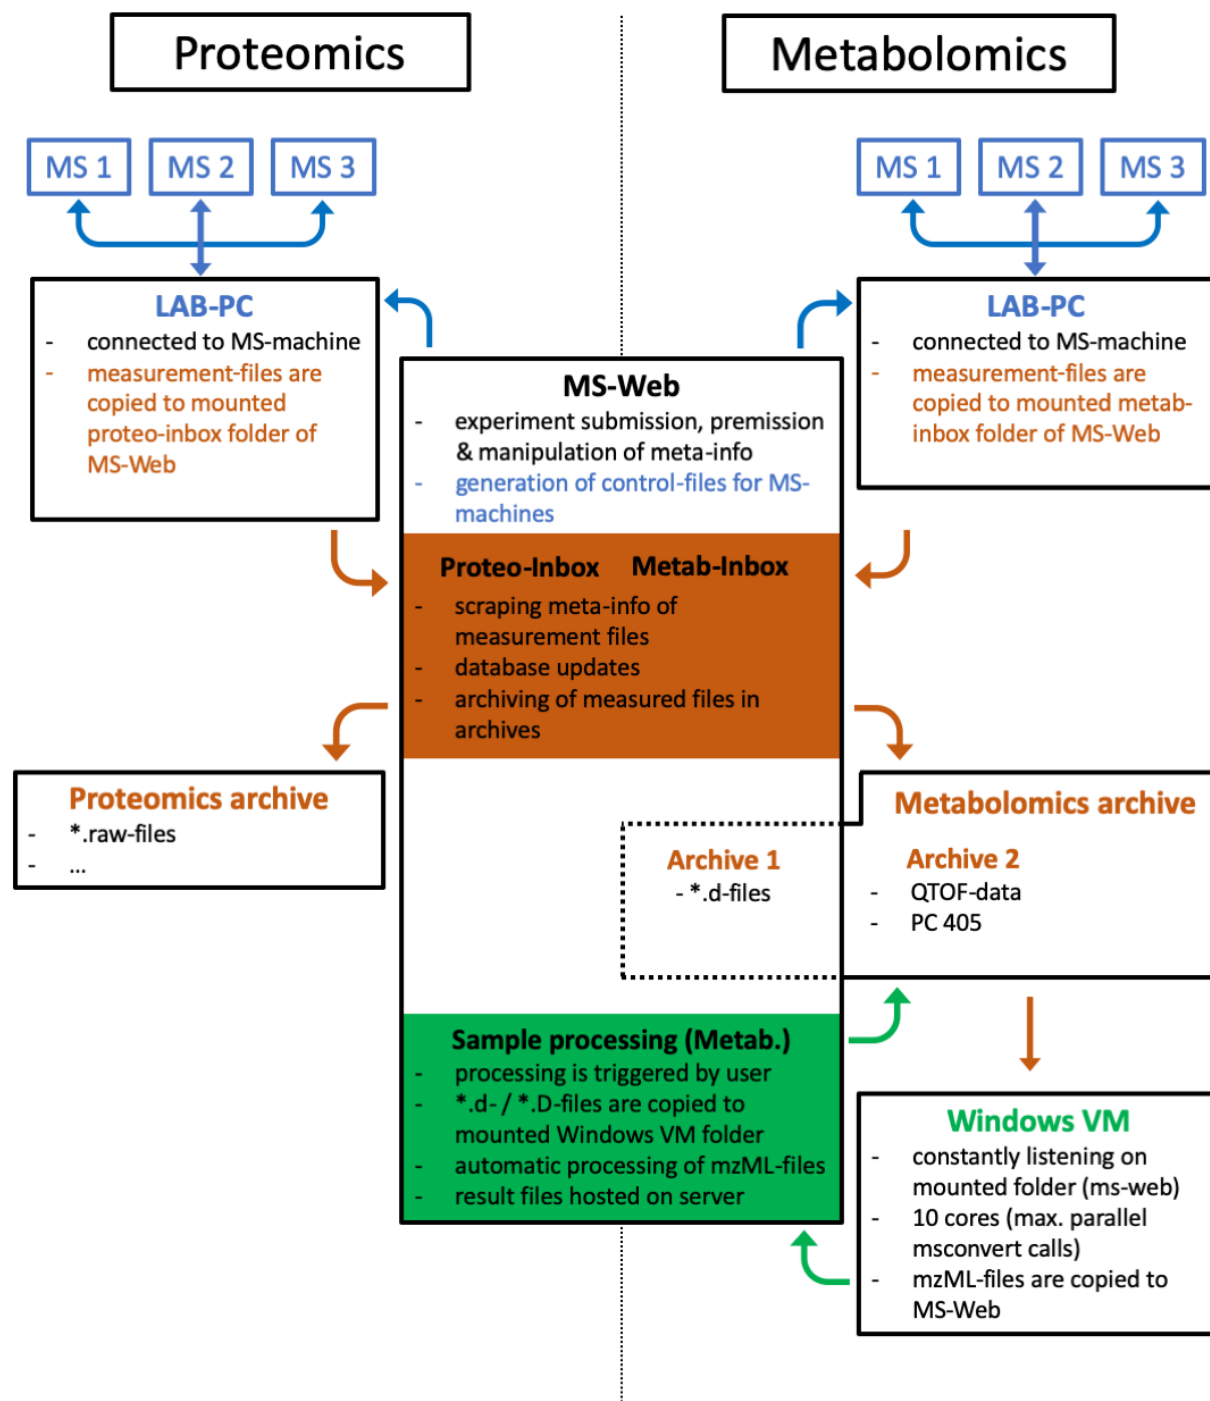 Proteomics
Metabolomics
MS 1
MS 2
MS 3
MS 1
MS 2
MS 3
LAB-PC
- connected to MS-machine
- measurement-files are
copied to mounted
proteo-inbox folder of
MS-Web
LAB-PC
- connected to MS-machine
- measurement-files are
copied to mounted metab-
inbox folder of MS-Web
MS-Web
- experiment submission, premission
& manipulation of meta-info
- generation of control-files for MS-
machines
Proteo-Inbox Metab-Inbox
- scraping meta-info of
measurement files
- database updates
- archiving of measured files in
archives
Proteomics archive
- *.raw-files
- ...
Metabolomics archive
Archive 1
- *.d-files
Archive 2
- QTOF-data
- PC 405
Sample processing (Metab.)
- processing is triggered by user
- *.d- / *.D-files are copied to
mounted Windows VM folder
- automatic processing of mzML-files
- result files hosted on server
Windows VM
- constantly listening on
mounted folder (ms-web)
- 10 cores (max. parallel
msconvert calls)
- mzML-files are copied to
MS-Web